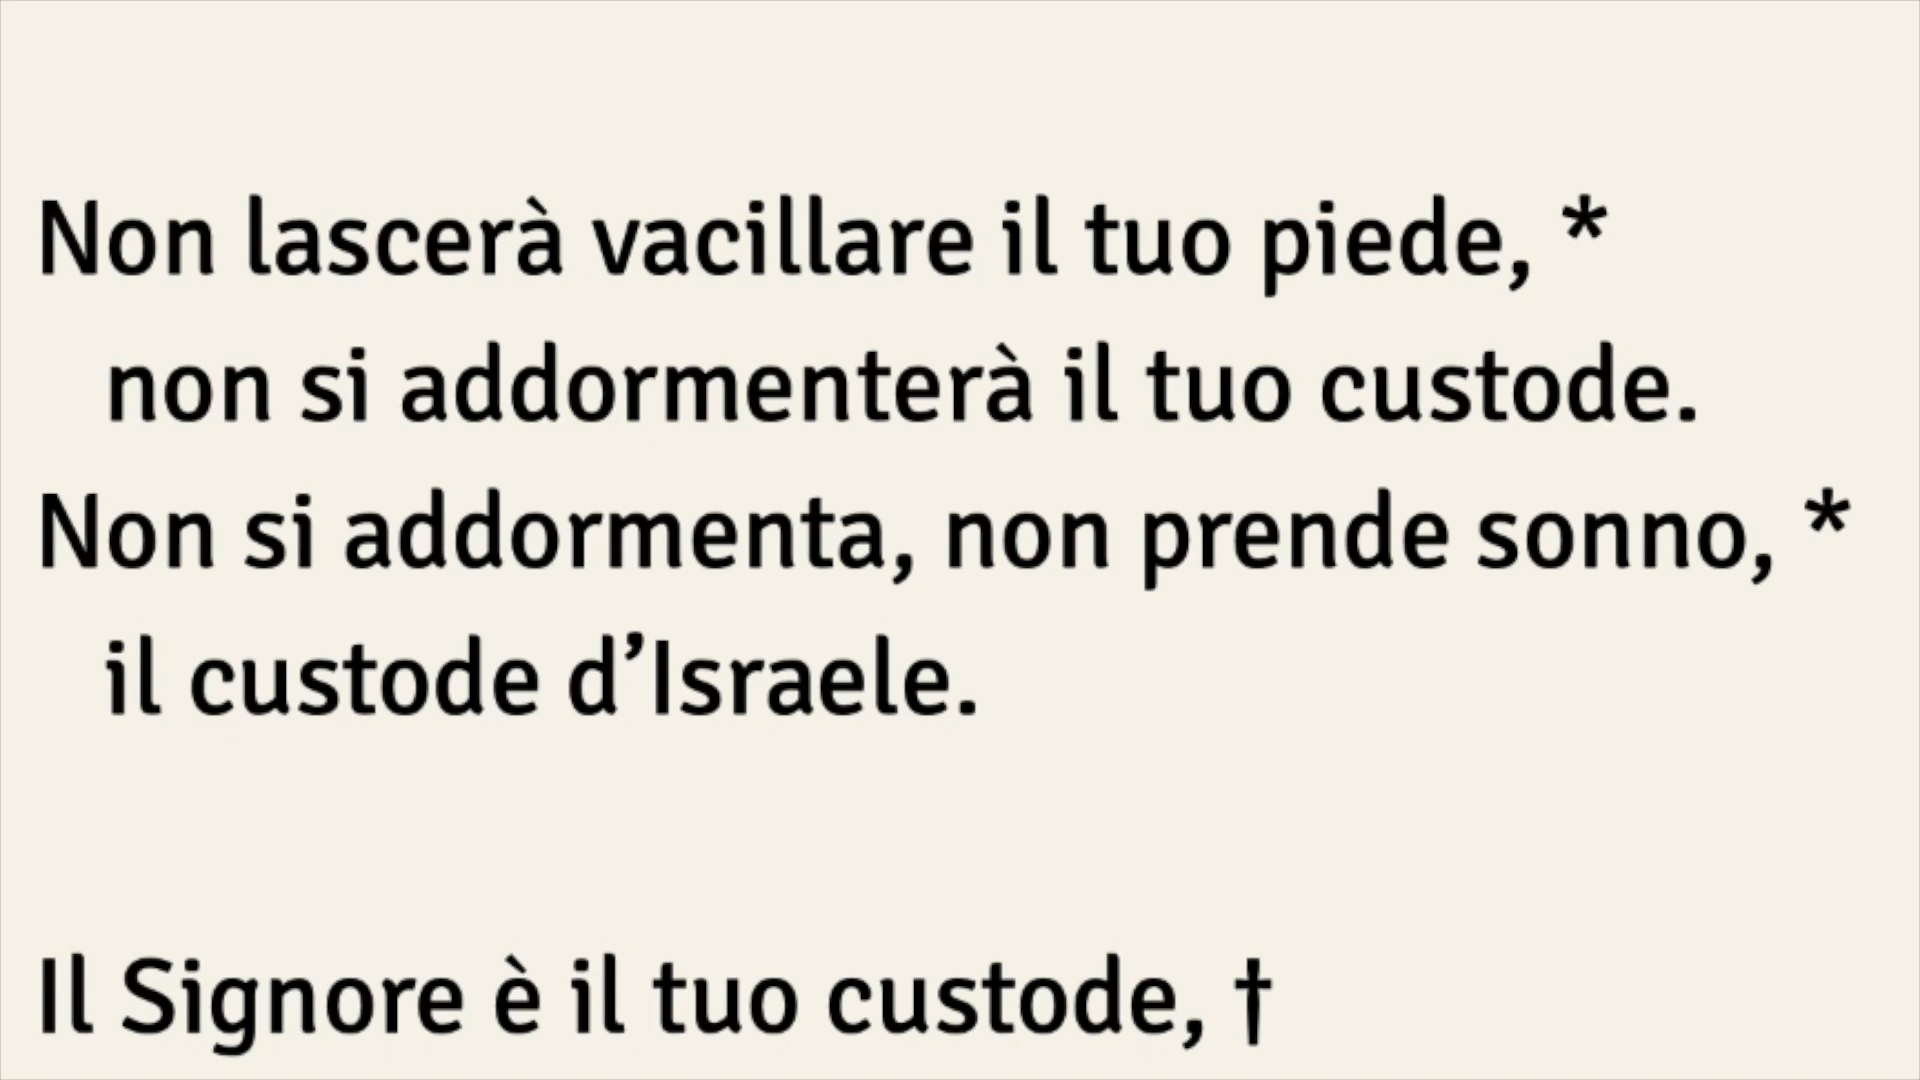 Non lascerà vacillare il tuo piede, *
non si addormenterà il tuo custode.
Non si addormenta, non prende sonno, *
il custode d’Israele.
Il Signore è il tuo custode, †